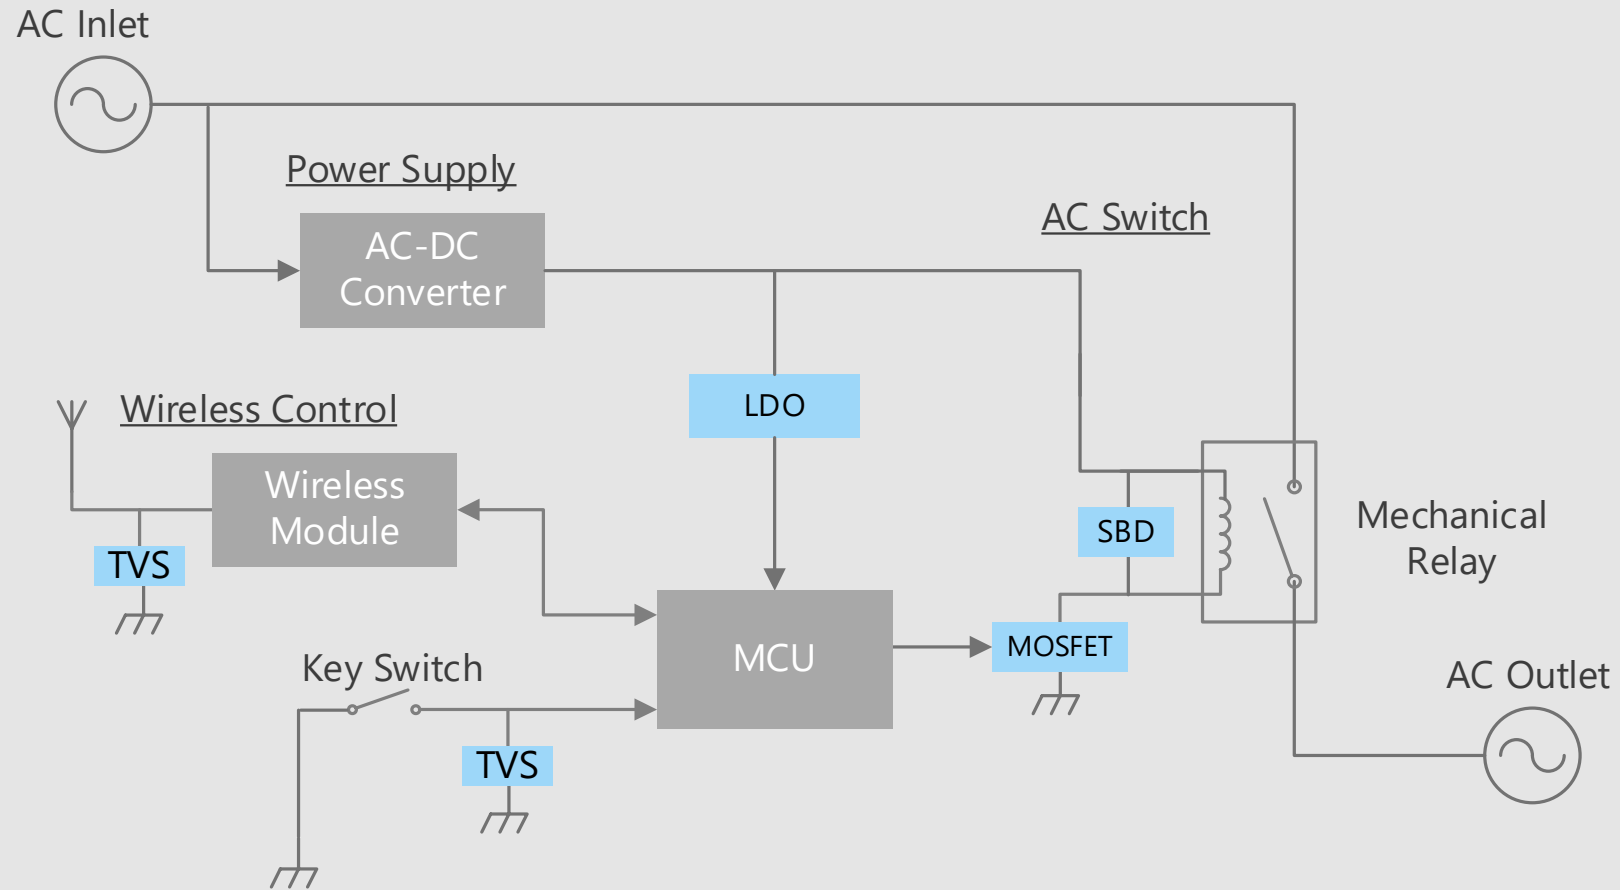 AC Inlet
Power Supply
AC Switch
AC-DC
Converter
LDO
Wireless Control
Wireless
Module
TVS
SBD
Mechanical
Relay
MCU
MOSFET
Key Switch
TVS
AC Outlet